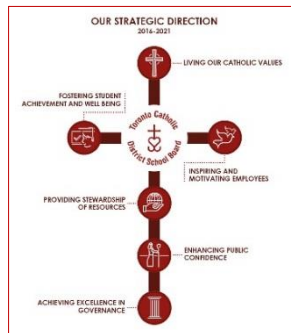 OUR STRATEGIC DIRECTION
2016-2021
LIVING OUR CATHOLIC VALUES
FOSTERING STUDENT
ACHIEVEMENT AND WELL BEING
Toronto Catholic
District School Board
INSPIRING AND
MOTIVATING EMPLOYEES
PROVIDING STEWARDSHIP
OF RESOURCES
ENHANCING PUBLIC
CONFIDENCE
ACHIEVING EXCELLENCE IN
GOVERNANCE